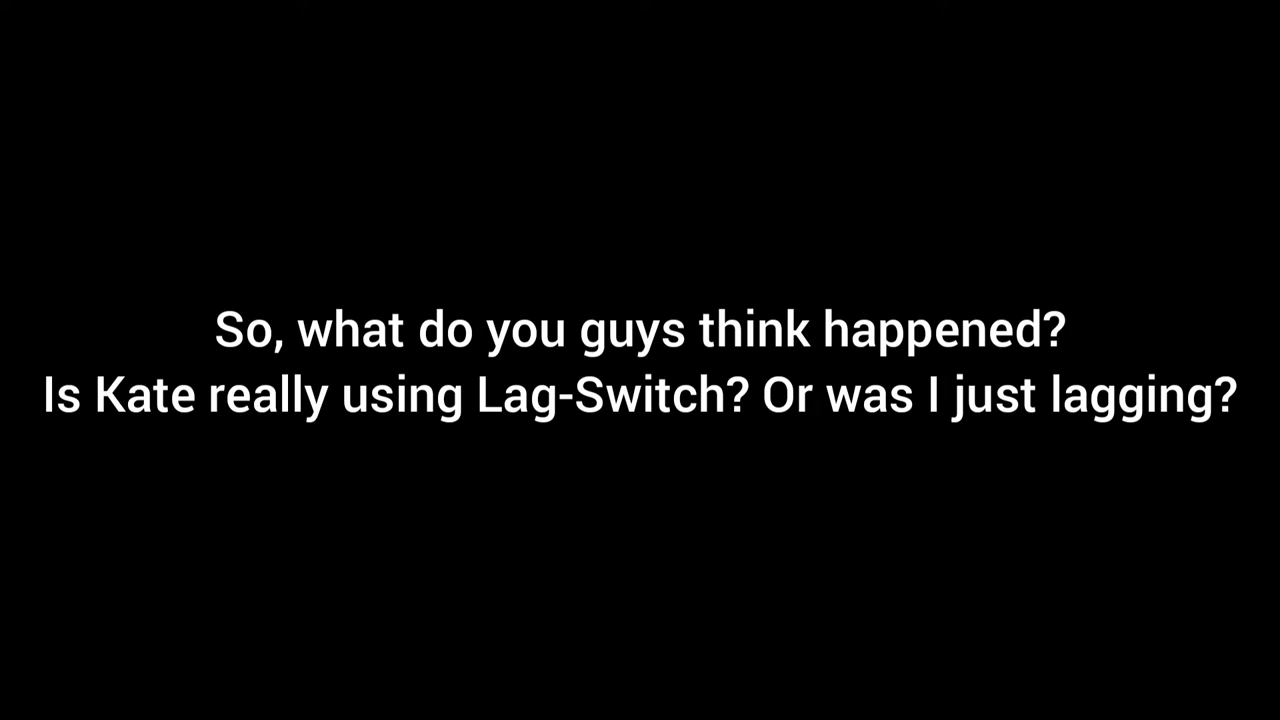 So, what do you guys think happened?
Is Kate really using Lag-Switch? Or was I just lagging?